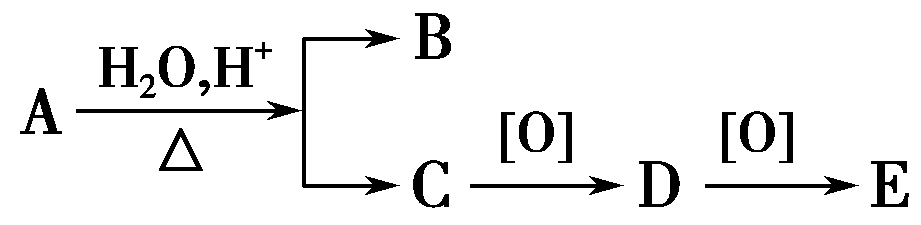 B
H₂O,H⁺
A
△
[O] [O]
C D E